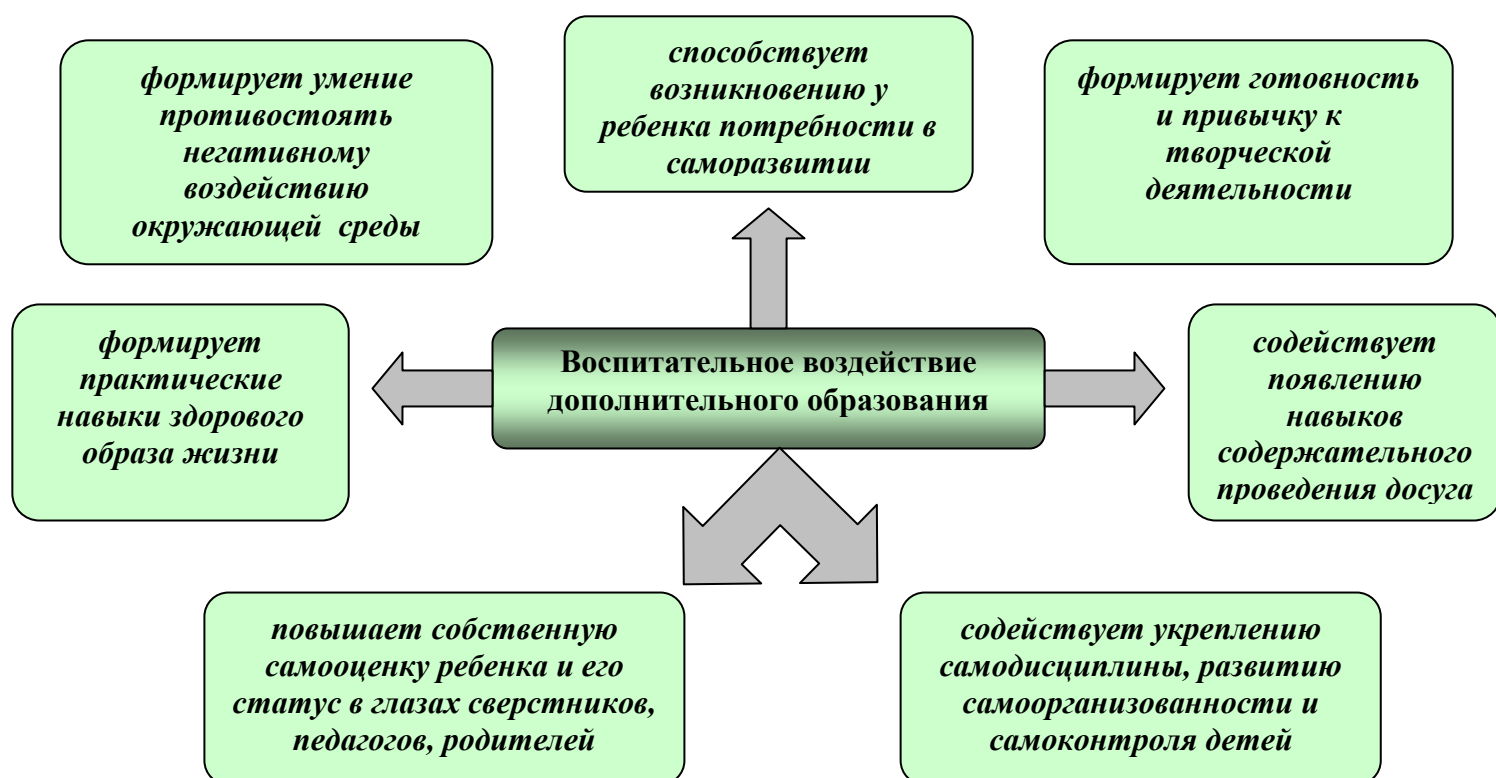 формирует умение
противостоять
негативному
воздействию
окружающей среды
способствует
возникновению у
ребенка потребности в
саморазвитии
формирует готовность
и привычку к
творческой
деятельности
формирует
практические
навыки здорового
образа жизни
Воспитательное воздействие
дополнительного образования
содействует
появлению
навыков
содержательного
проведения досуга
повышает собственную
самооценку ребенка и его
статус в глазах сверстников,
педагогов, родителей
содействует укреплению
самодисциплины, развитию
самоорганизованности и
самоконтроля детей